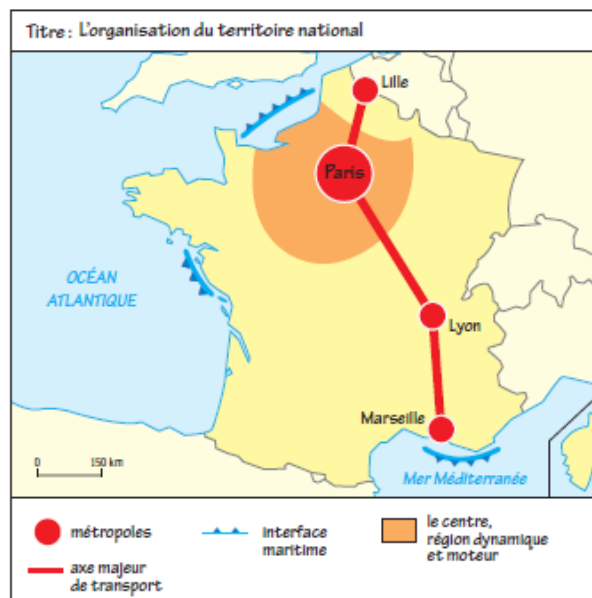 Titre : L'organisation du territoire national
Lille
Paris
OCÉAN
ATLANTIQUE
Lyon
Marseille
0 150 km
Mer Méditerranée
métropoles
interface
maritime
le centre,
région dynamique
et moteur
axe majeur
de transport